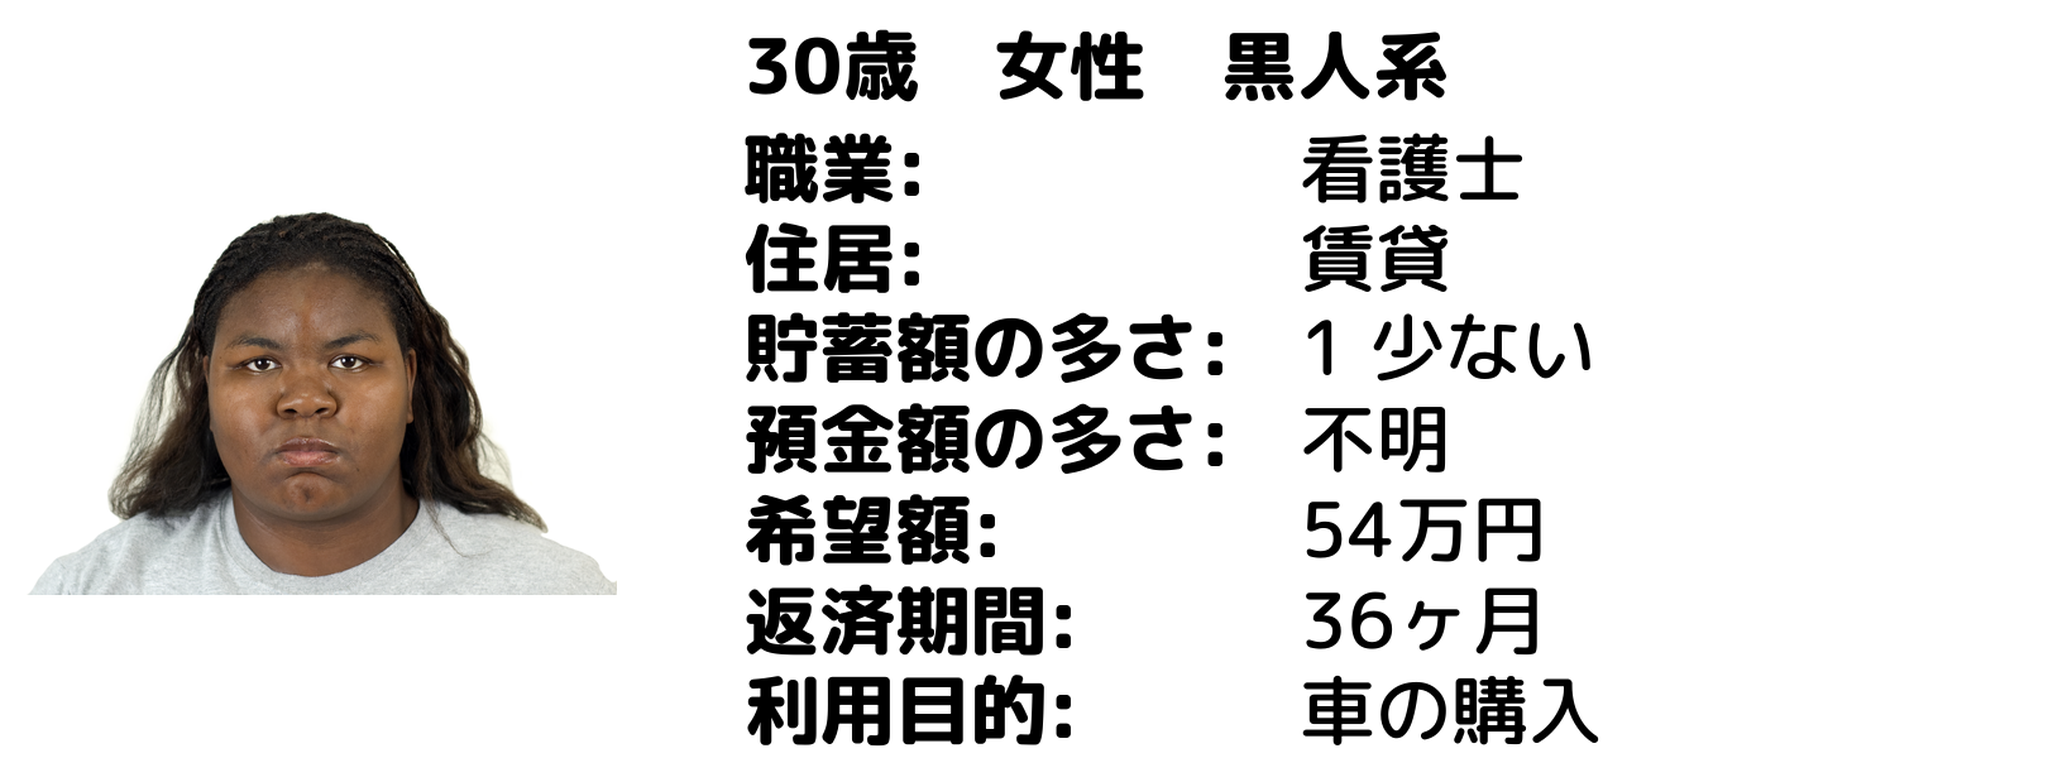 30歳　女性　黒人系
職業: 看護士
住居: 賃貸
貯蓄額の多さ: 1 少ない
預金額の多さ: 不明
希望額: 54万円
返済期間: 36ヶ月
利用目的: 車の購入